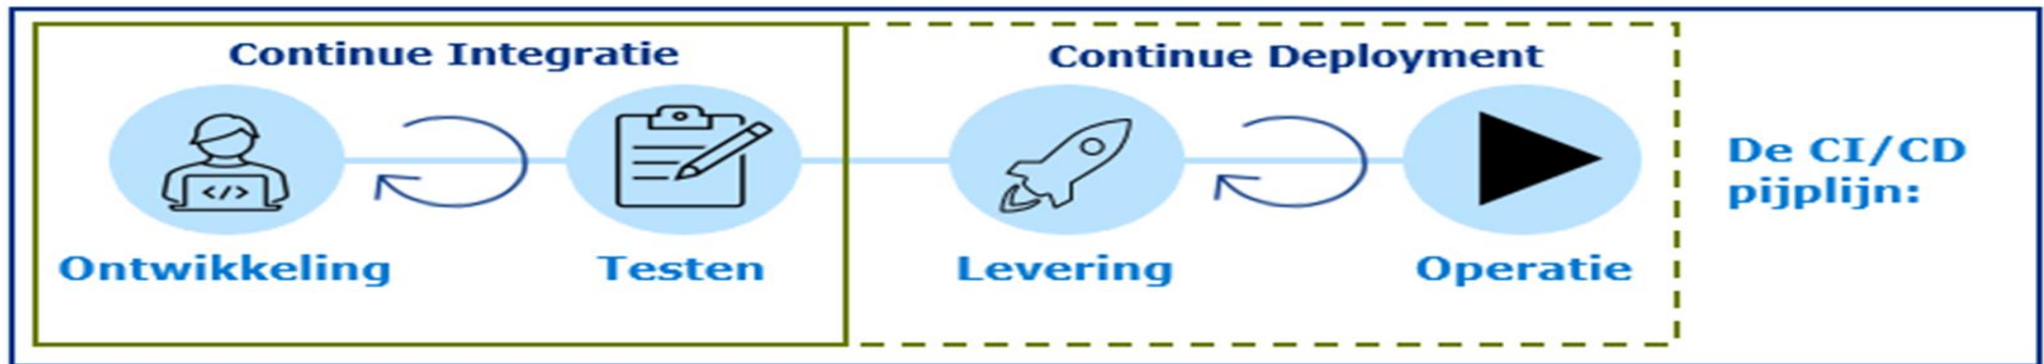 Continue Integratie
Continue Deployment
</>
De CI/CD
pijplijn:
Ontwikkeling
Testen
Levering
Operatie